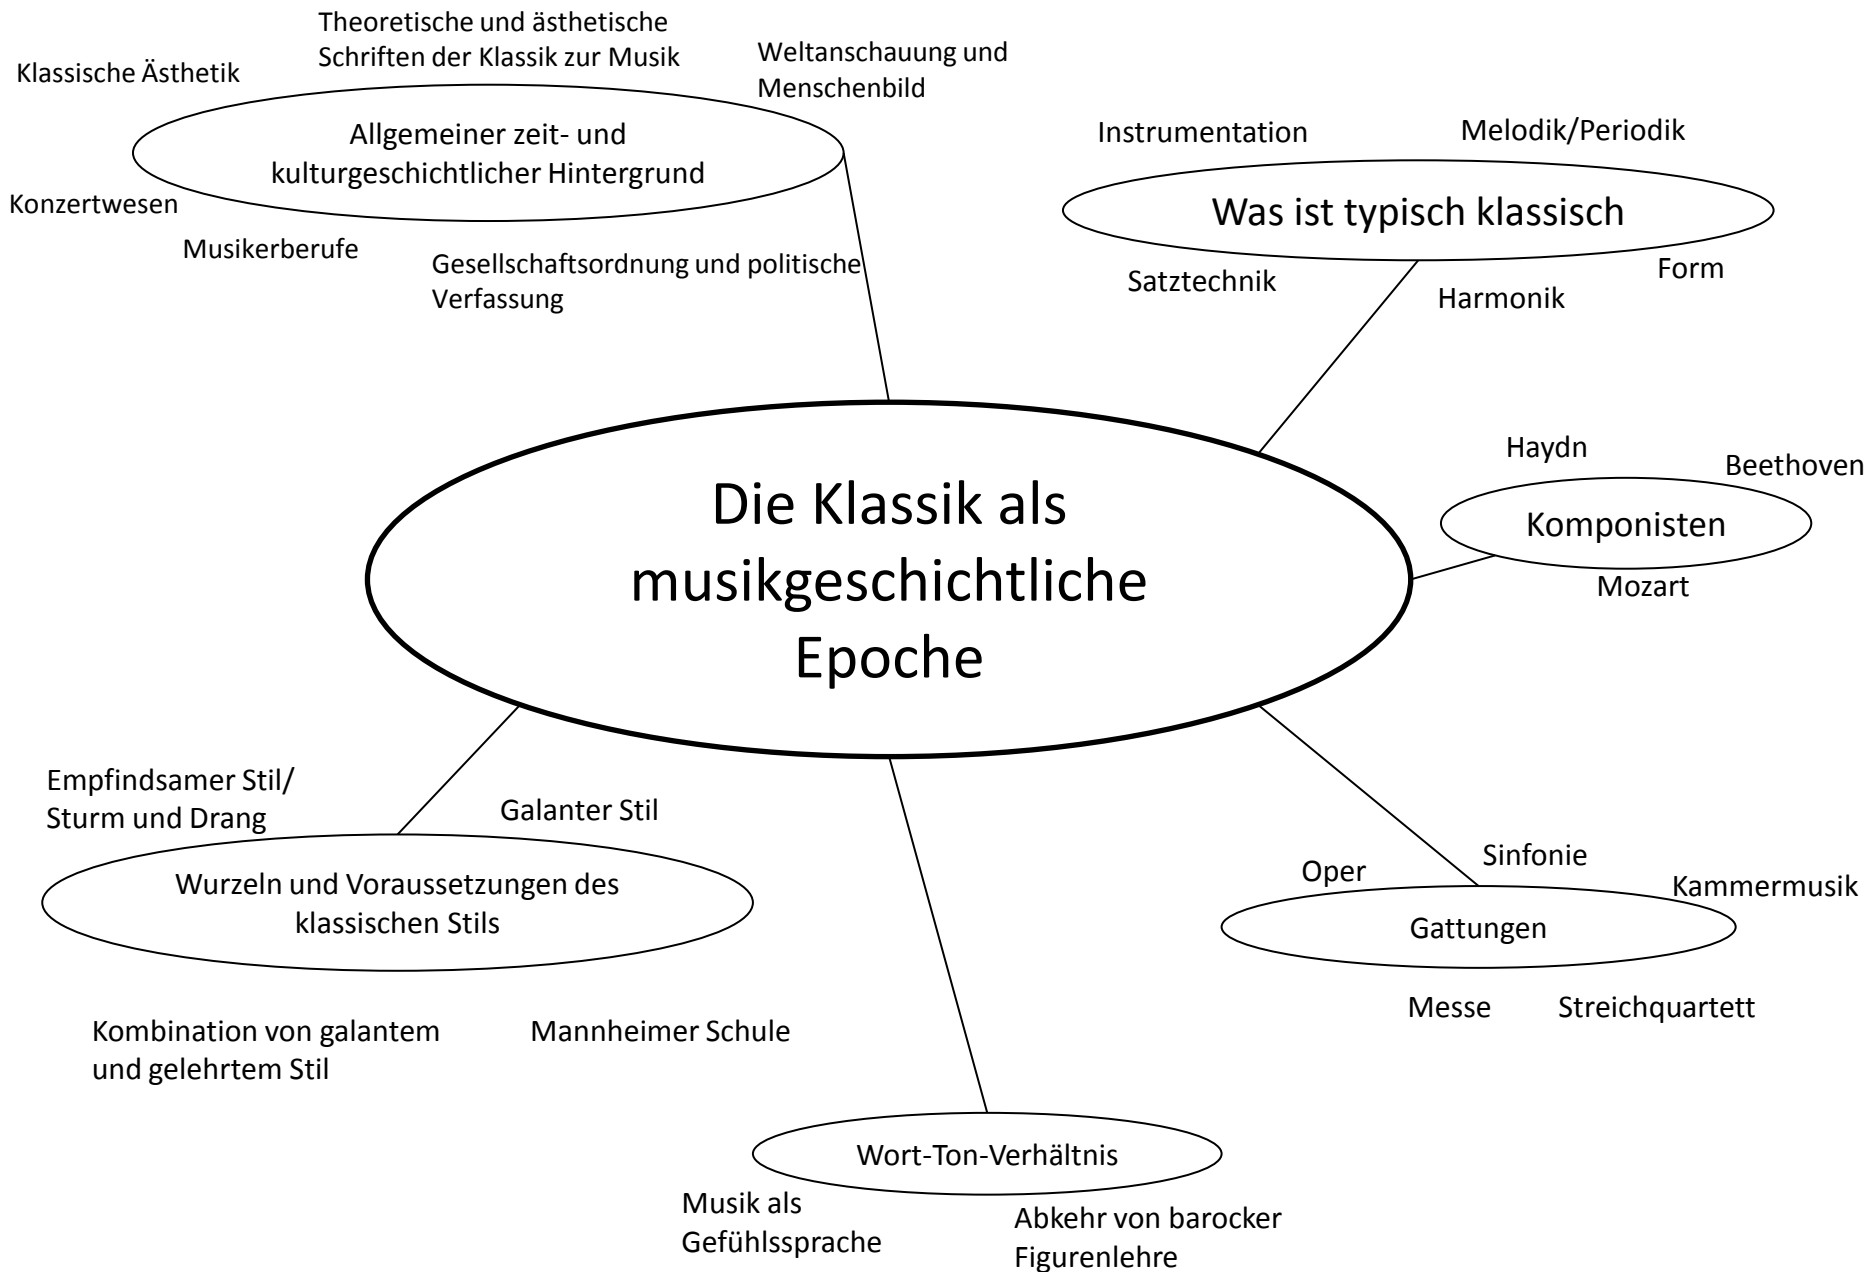 Theoretische und ästhetische
Schriften der Klassik zur Musik
Klassische Ästhetik
Weltanschauung und
Menschenbild
Allgemeiner zeit- und
kulturgeschichtlicher Hintergrund
Konzertwesen
Musikerberufe
Gesellschaftsordnung und politische
Verfassung
Instrumentation
Melodik/Periodik
Was ist typisch klassisch
Satztechnik
Harmonik
Form
Haydn
Beethoven
Komponisten
Mozart
Die Klassik als
musikgeschichtliche
Epoche
Empfindsamer Stil/
Sturm und Drang
Galanter Stil
Wurzeln und Voraussetzungen des
klassischen Stils
Kombination von galantem
und gelehrtem Stil
Mannheimer Schule
Oper
Sinfonie
Kammermusik
Gattungen
Messe
Streichquartett
Wort-Ton-Verhältnis
Musik als
Gefühlssprache
Abkehr von barocker
Figurenlehre